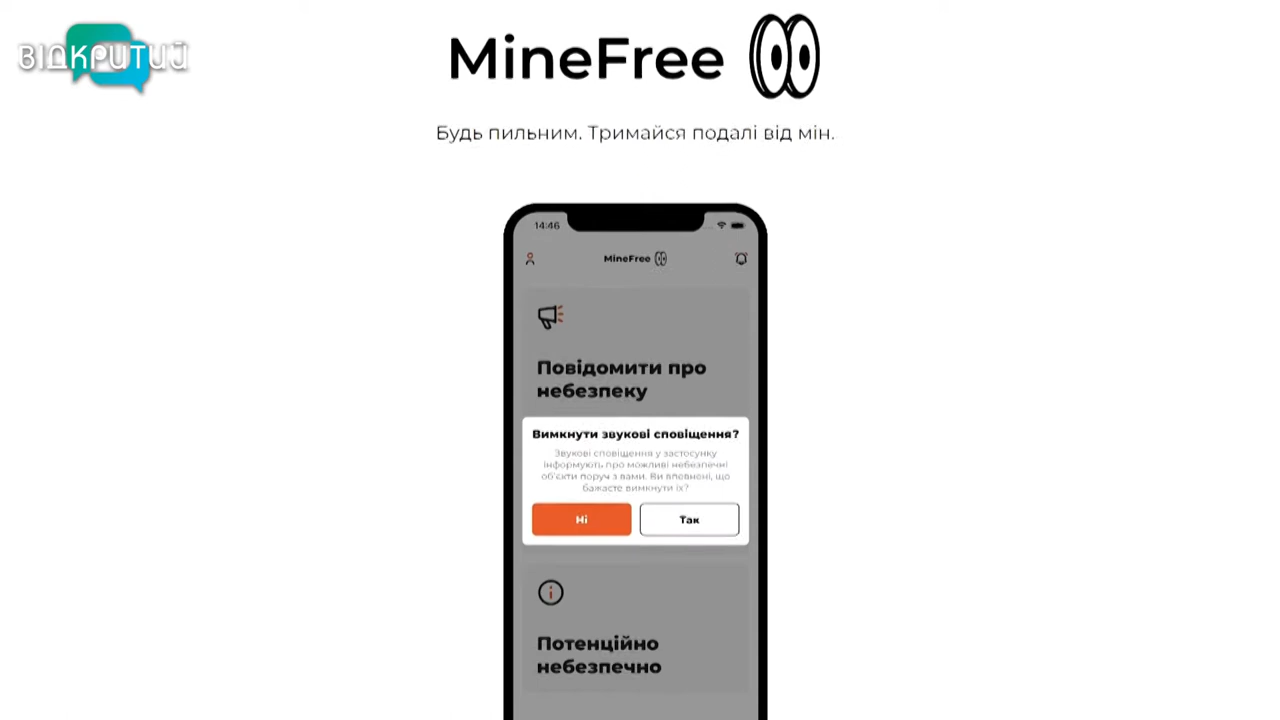 ВІДКРИТИЙ
MineFree
Будь пильним. Тримайся подалі від мін.
14:46
MineFree
Повідомити про
небезпеку
Вимкнути звукові сповіщення?
Звукові сповіщення у застосунку
інформують про можливі небезпечні
об'єкти поруч з вами. Ви впевнені, що
бажаєте вимкнути їх?
Ні
Так
Потенційно
небезпечно